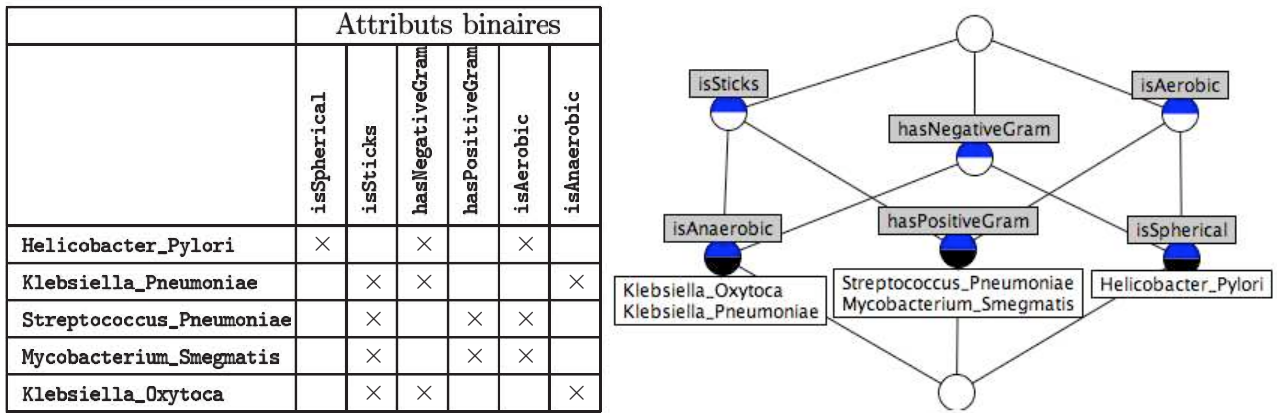 Attributs binaires
isSpherical
isSticks
hasNegativeGram
hasPositiveGram
isAerobic
isAnaerobic
Helicobacter_Pylori × × ×
Klebsiella_Pneumoniae × × ×
Streptococcus_Pneumoniae × × ×
Mycobacterium_Smegmatis × × ×
Klebsiella_Oxytoca × × ×
isSticks
isAerobic
hasNegativeGram
isAnaerobic
hasPositiveGram
isSpherical
Klebsiella_Oxytoca
Klebsiella_Pneumoniae
Streptococcus_Pneumoniae
Mycobacterium_Smegmatis
Helicobacter_Pylori